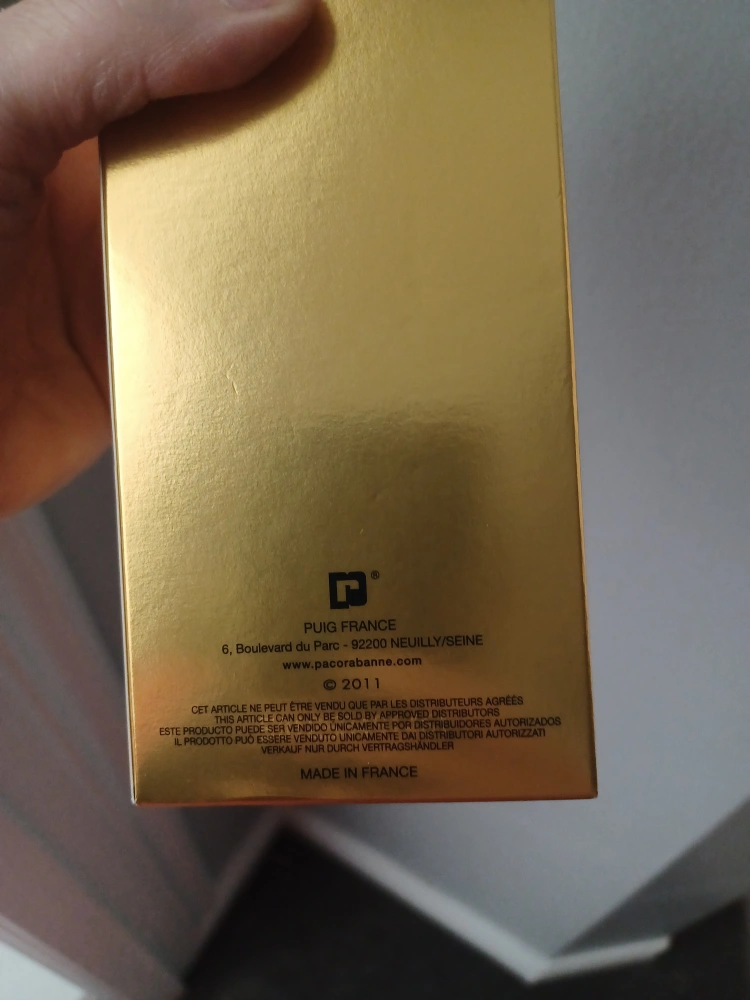 PUIG FRANCE
6, Boulevard du Parc - 92200 NEUILLY/SEINE
www.pacorabanne.com
© 2011
CET ARTICLE NE PEUT ÊTRE VENDU QUE PAR LES DISTRIBUTEURS AGRÉÉS
THIS ARTICLE CAN ONLY BE SOLD BY APPROVED DISTRIBUTORS
ESTE PRODUCTO PUEDE SER VENDIDO ÚNICAMENTE POR DISTRIBUIDORES AUTORIZADOS
IL PRODOTTO PUÒ ESSERE VENDUTO UNICAMENTE DAI DISTRIBUTORI AUTORIZZATI
VERKAUF NUR DURCH VERTRAGSHÄNDLER
MADE IN FRANCE